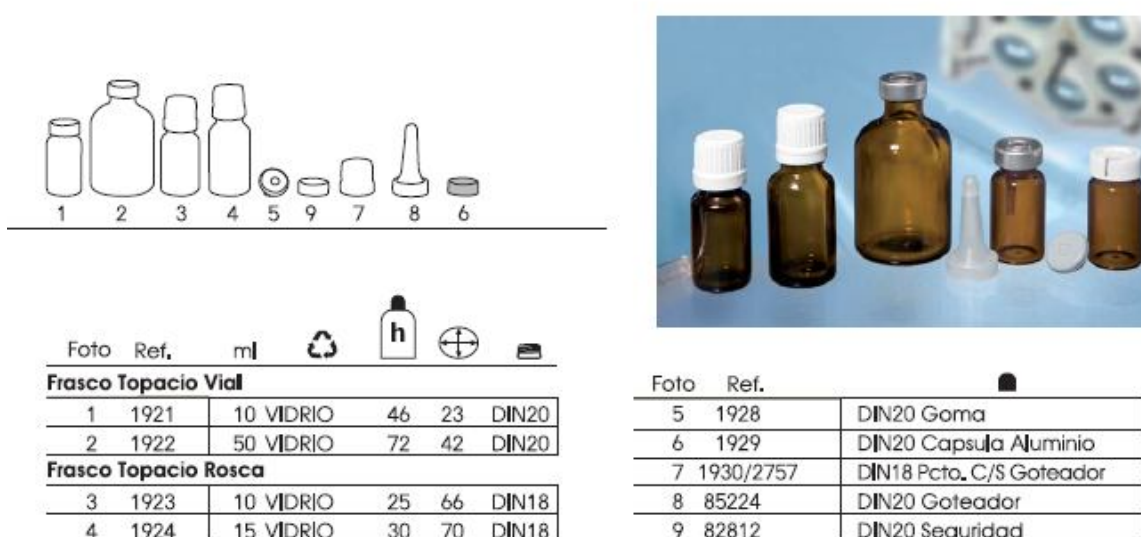 1 2 3 4 5 9 7 8 6
h
Foto Ref. ml
Frasco Topacio Vial
1 1921 10 VIDRIO 46 23 DIN20
2 1922 50 VIDRIO 72 42 DIN20
Frasco Topacio Rosca
3 1923 10 VIDRIO 25 66 DIN18
4 1924 15 VIDRIO 30 70 DIN18
Foto Ref.
5 1928 DIN20 Goma
6 1929 DIN20 Capsula Aluminio
7 1930/2757 DIN18 Pcto. C/S Goteador
8 85224 DIN20 Goteador
9 82812 DIN20 Seguridad